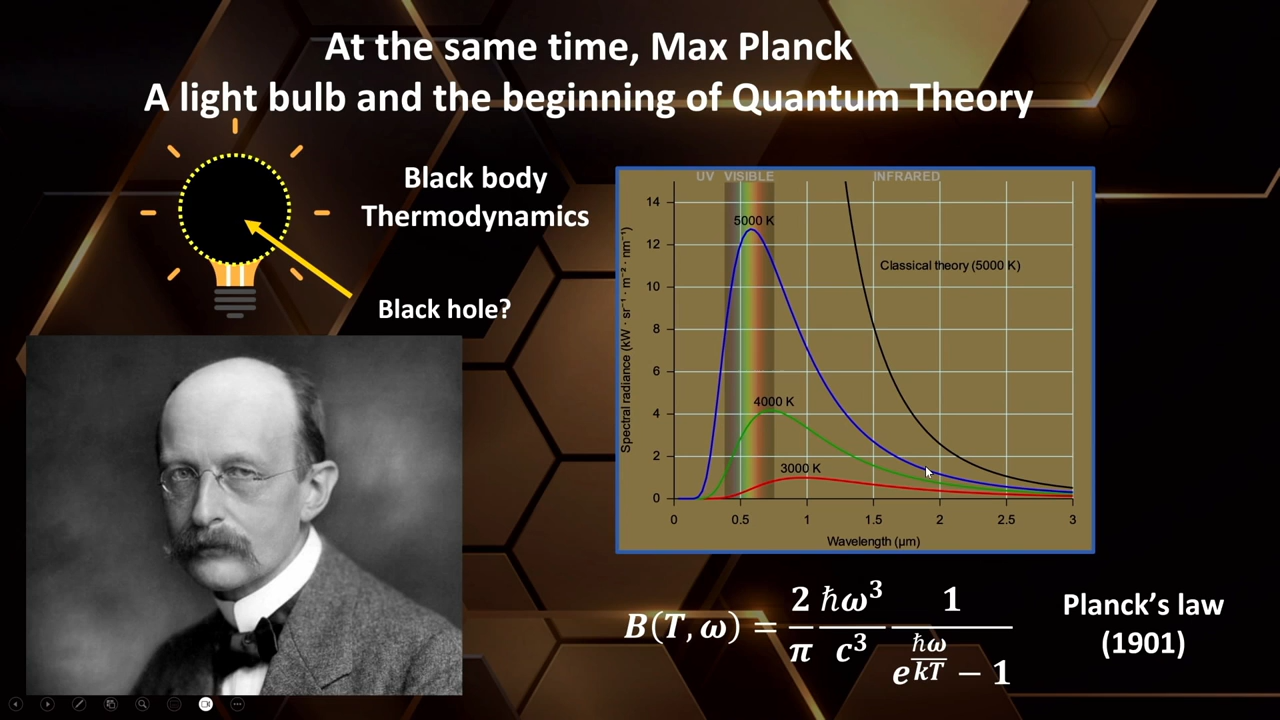 At the same time, Max Planck
A light bulb and the beginning of Quantum Theory
Black body
Thermodynamics
Black hole?
UV VISIBLE INFRARED
14
12
10
8
6
4
2
0
Spectral radiance (kW · sr⁻¹ · m⁻² · nm⁻¹)
5000 K
Classical theory (5000 K)
4000 K
3000 K
0 0.5 1 1.5 2 2.5 3
Wavelength (μm)
B(T, ω) = 2/π ℏω³/c³ 1/(e^(ℏω/kT) − 1)
Planck’s law
(1901)